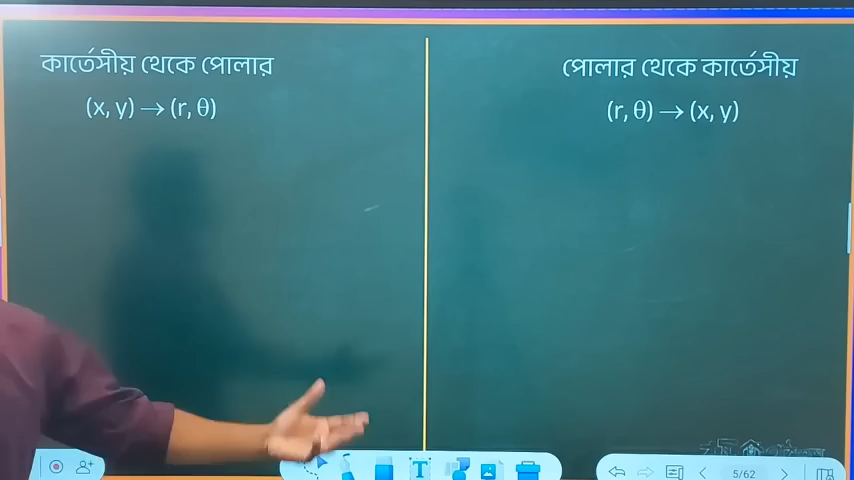 কার্তেসীয় থেকে পোলার
(x, y) → (r, θ)
পোলার থেকে কার্তেসীয়
(r, θ) → (x, y)
T
5/62